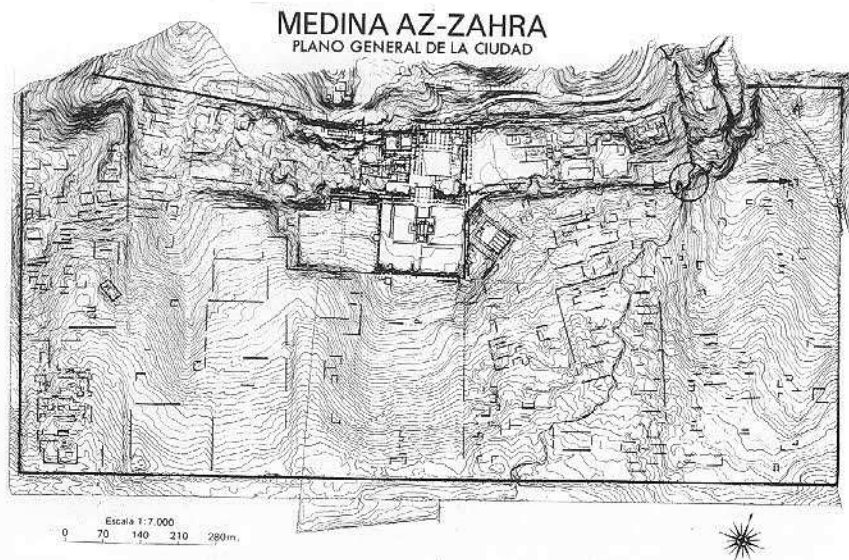 MEDINA AZ-ZAHRA
PLANO GENERAL DE LA CIUDAD
Escala 1:7.000
0 70 140 210 280m.